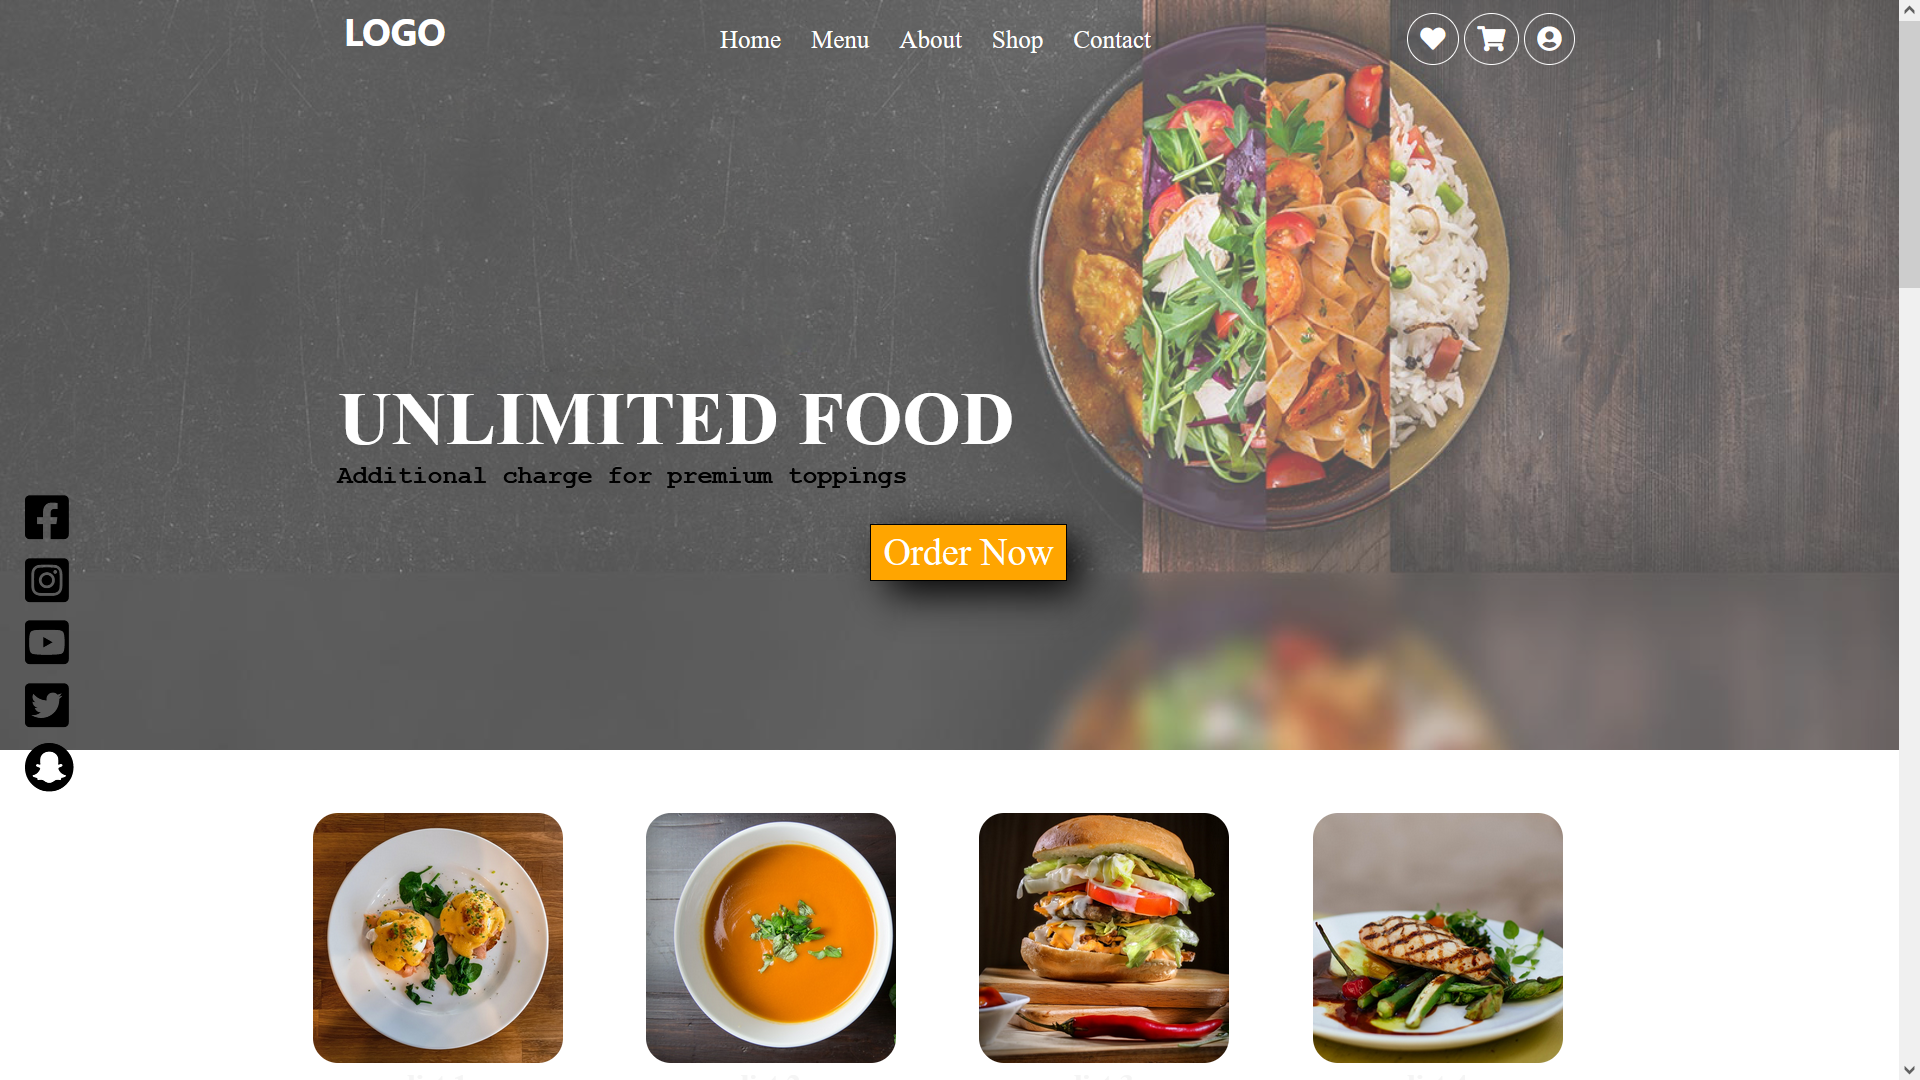 LOGO
Home Menu About Shop Contact
UNLIMITED FOOD
Additional charge for premium toppings
Order Now